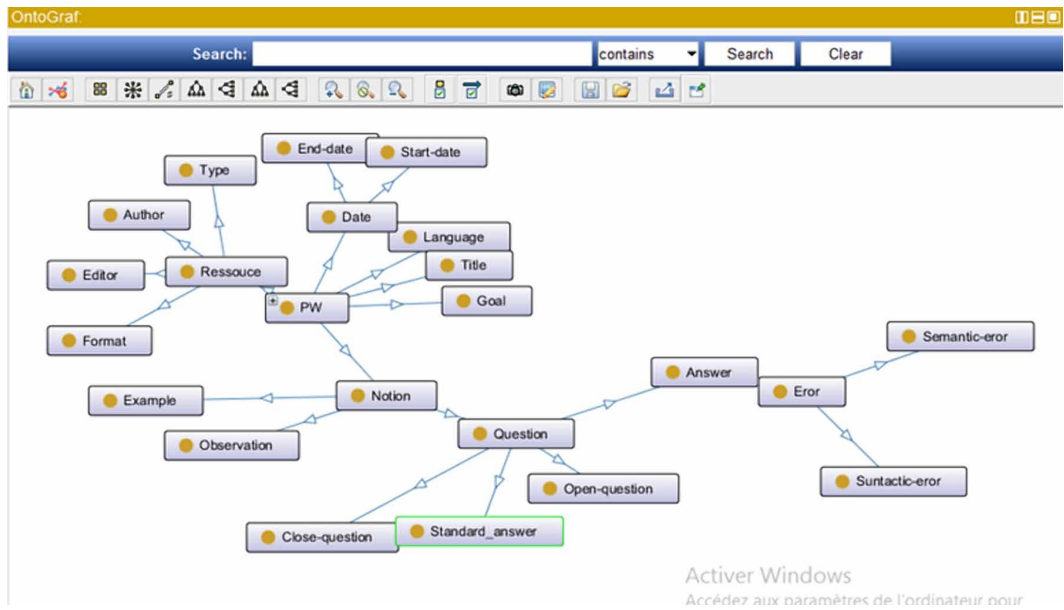 OntoGraf:
Search:
contains
Search
Clear
End-date
Start-date
Type
Author
Date
Language
Ressouce
Title
Editor
PW
Goal
Format
Semantic-eror
Answer
Eror
Notion
Example
Question
Observation
Suntactic-eror
Open-question
Standard_answer
Close-question
Activer Windows
Accédez aux paramètres de l'ordinateur pour